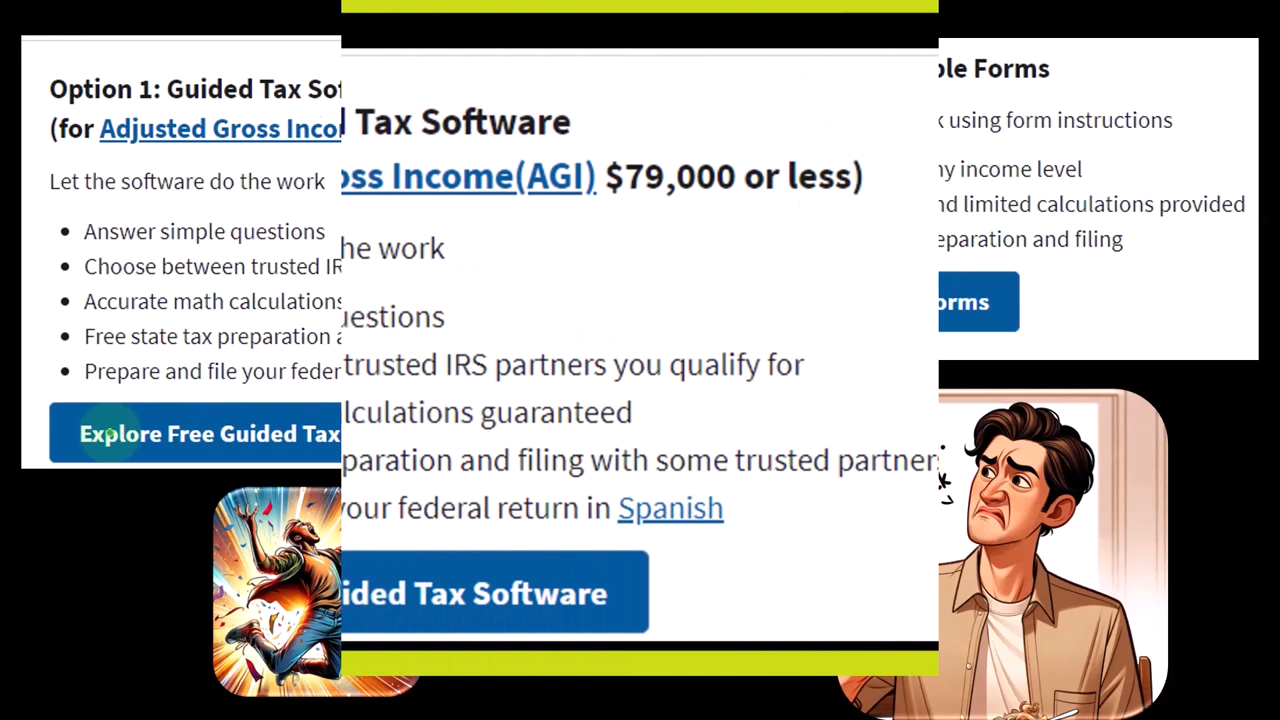 Option 1: Guided Tax Sof
(for Adjusted Gross Incor
Let the software do the work
Answer simple questions
Choose between trusted IR
Accurate math calculations
Free state tax preparation a
Prepare and file your feder
Explore Free Guided Tax
Tax Software
oss Income(AGI) $79,000 or less)
he work
uestions
trusted IRS partners you qualify for
lculations guaranteed
paration and filing with some trusted partner
your federal return in Spanish
ided Tax Software
ble Forms
x using form instructions
ny income level
nd limited calculations provided
eparation and filing
orms